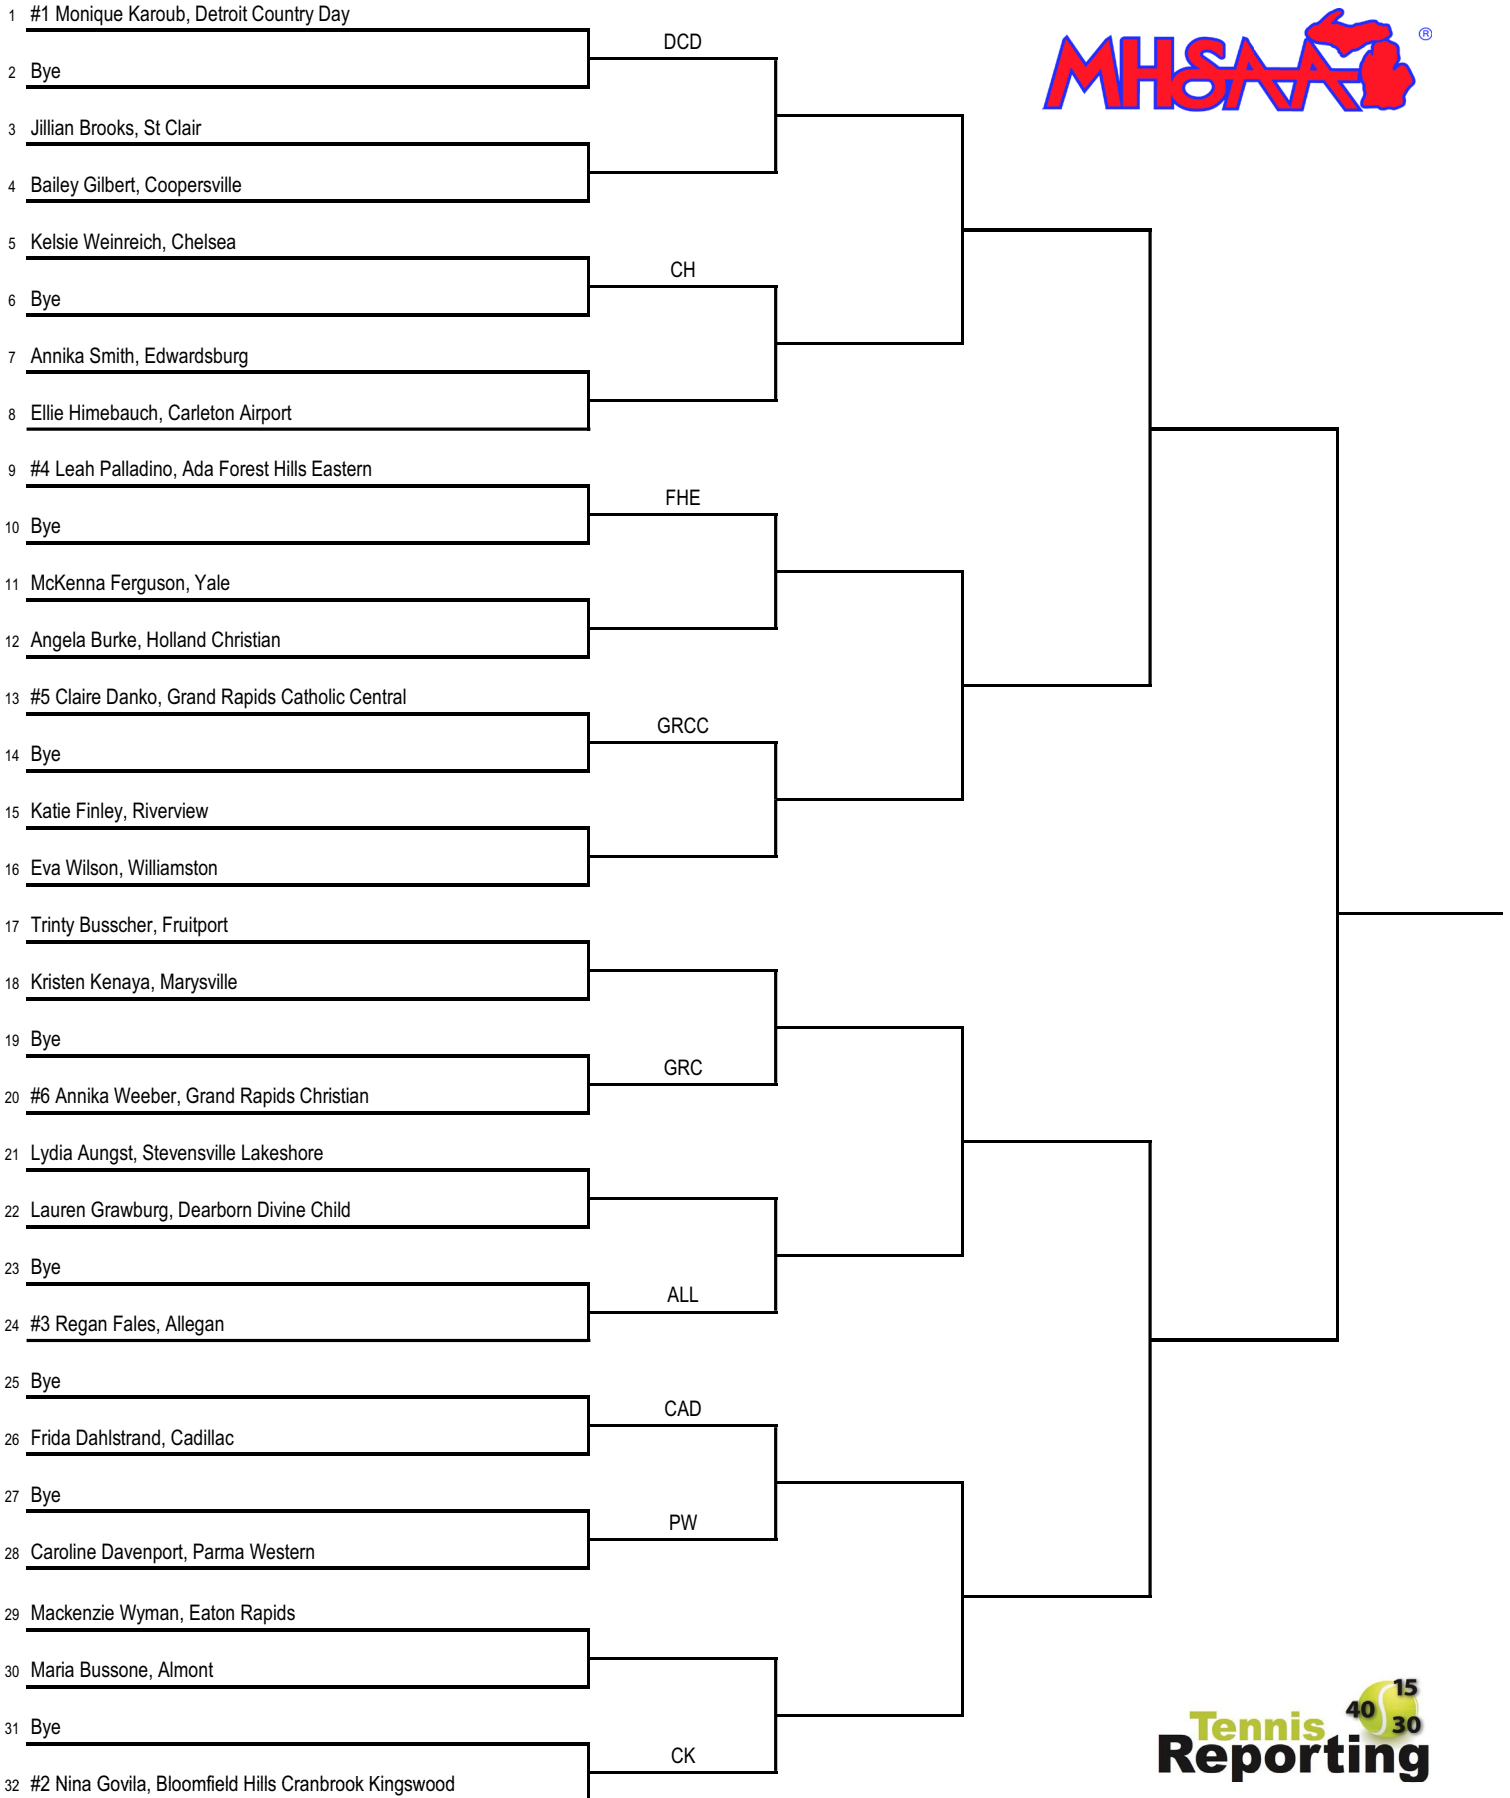 1 #1 Monique Karoub, Detroit Country Day
DCD
MHSAA ®
2 Bye
3 Jillian Brooks, St Clair
4 Bailey Gilbert, Coopersville
5 Kelsie Weinreich, Chelsea
CH
6 Bye
7 Annika Smith, Edwardsburg
8 Ellie Himebauch, Carleton Airport
9 #4 Leah Palladino, Ada Forest Hills Eastern
FHE
10 Bye
11 McKenna Ferguson, Yale
12 Angela Burke, Holland Christian
13 #5 Claire Danko, Grand Rapids Catholic Central
GRCC
14 Bye
15 Katie Finley, Riverview
16 Eva Wilson, Williamston
17 Trinty Busscher, Fruitport
18 Kristen Kenaya, Marysville
19 Bye
GRC
20 #6 Annika Weeber, Grand Rapids Christian
21 Lydia Aungst, Stevensville Lakeshore
22 Lauren Grawburg, Dearborn Divine Child
23 Bye
ALL
24 #3 Regan Fales, Allegan
25 Bye
CAD
26 Frida Dahlstrand, Cadillac
27 Bye
PW
28 Caroline Davenport, Parma Western
29 Mackenzie Wyman, Eaton Rapids
30 Maria Bussone, Almont
31 Bye
CK
32 #2 Nina Govila, Bloomfield Hills Cranbrook Kingswood
15
40
30
Tennis
Reporting